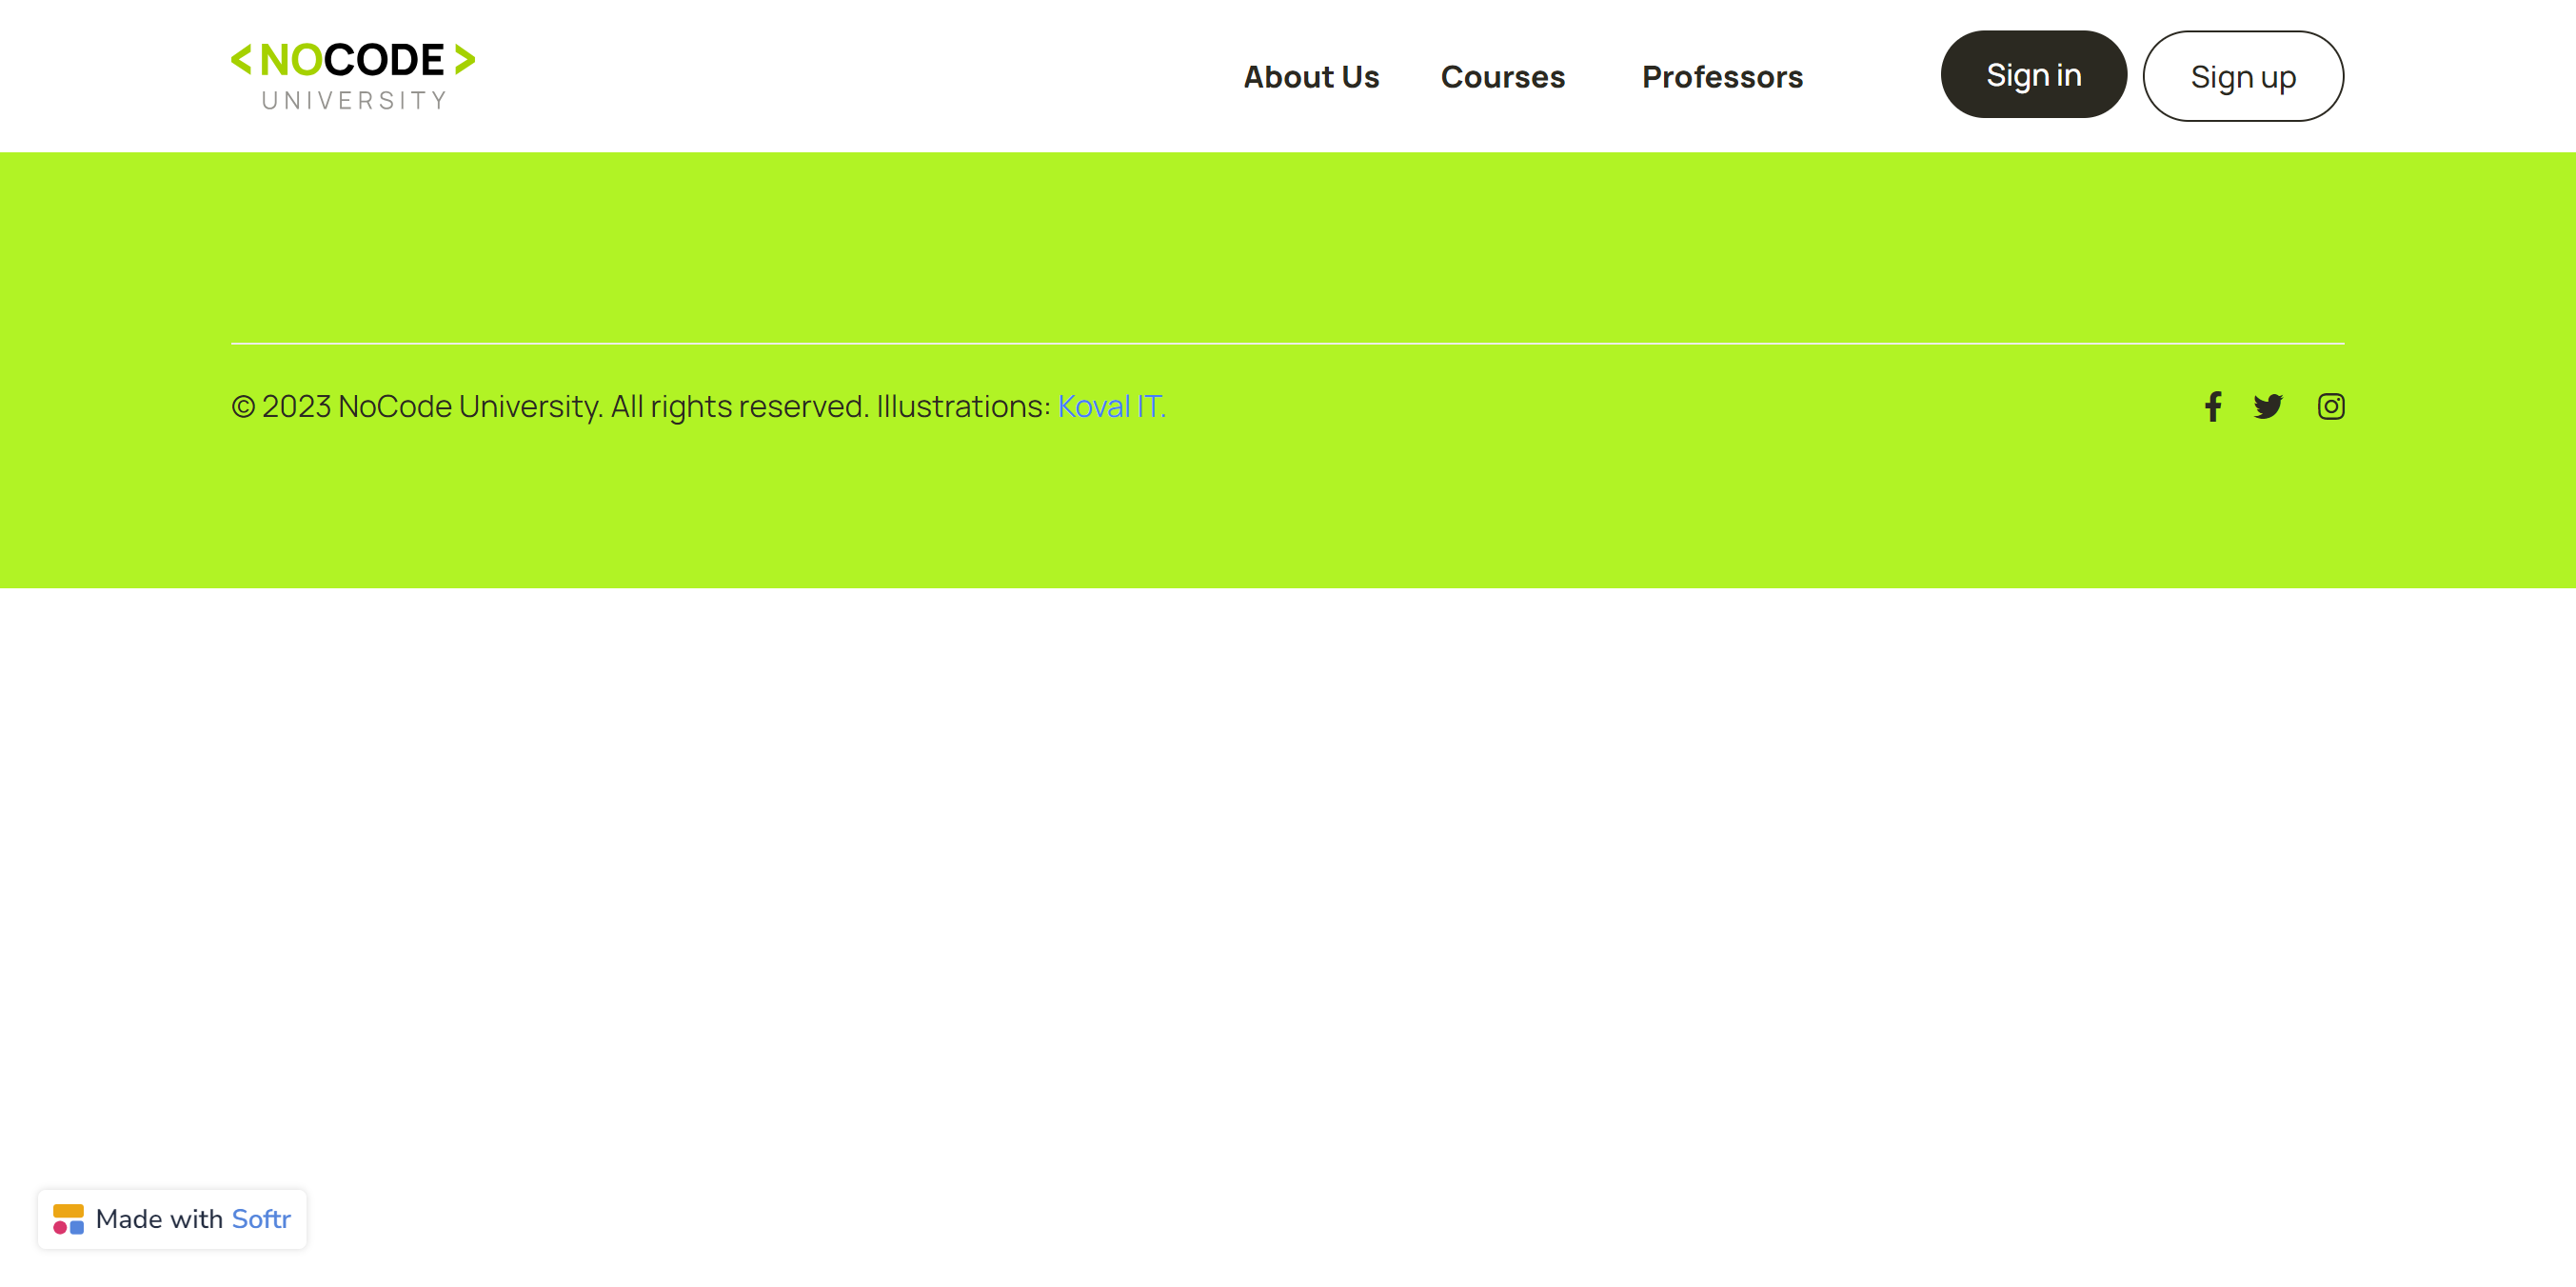 <NOCODE>
UNIVERSITY
About Us
Courses
Professors
Sign in
Sign up
© 2023 NoCode University. All rights reserved. Illustrations: Koval IT.
Made with Softr